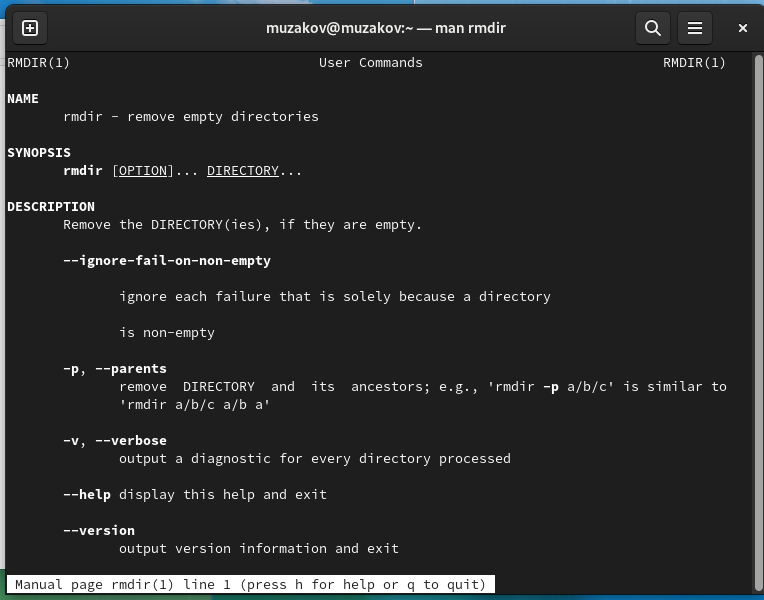 muzakov@muzakov:~ — man rmdir
RMDIR(1) User Commands RMDIR(1)
NAME
rmdir - remove empty directories
SYNOPSIS
rmdir [OPTION]... DIRECTORY...
DESCRIPTION
Remove the DIRECTORY(ies), if they are empty.
--ignore-fail-on-non-empty
ignore each failure that is solely because a directory
is non-empty
-p, --parents
remove DIRECTORY and its ancestors; e.g., 'rmdir -p a/b/c' is similar to
'rmdir a/b/c a/b a'
-v, --verbose
output a diagnostic for every directory processed
--help display this help and exit
--version
output version information and exit
Manual page rmdir(1) line 1 (press h for help or q to quit)